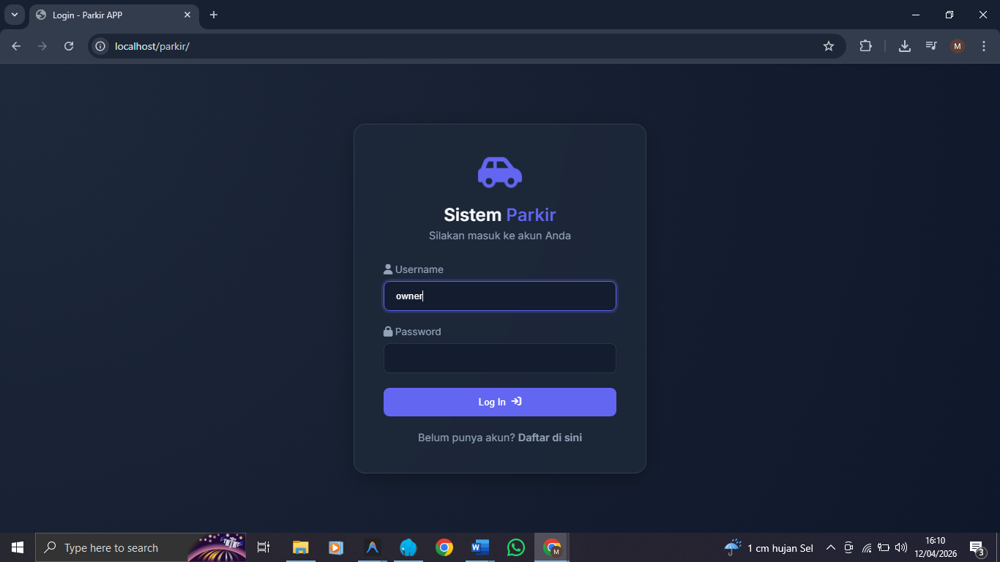 Login - Parkir APP
localhost/parkir/
M
Sistem Parkir
Silakan masuk ke akun Anda
Username
owner
Password
Log In
Belum punya akun? Daftar di sini
Type here to search
W
M
1 cm hujan Sel
16:10
12/04/2026
3